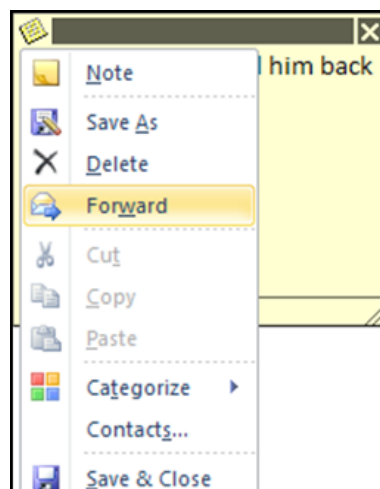 him back
Note
Save As
Delete
Forward
Cut
Copy
Paste
Categorize
Contacts...
Save & Close